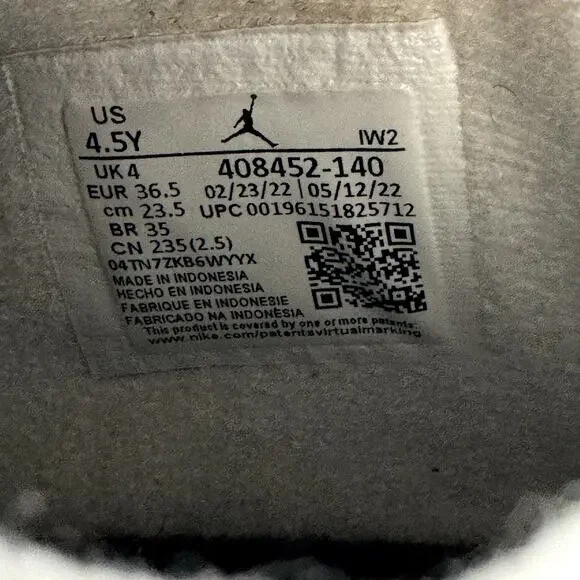 US
4.5Y IW2
UK 4 408452-140
EUR 36.5 02/23/22 05/12/22
cm 23.5 UPC 00196151825712
BR 35
CN 235(2.5)
04TN7ZKB6WYYX
MADE IN INDONESIA
HECHO EN INDONESIA
FABRIQUE EN INDONESIE
FABRICADO NA INDONÈSIA
This product is covered by one or more patents.
www.nike.com/patentsvirtualmarking